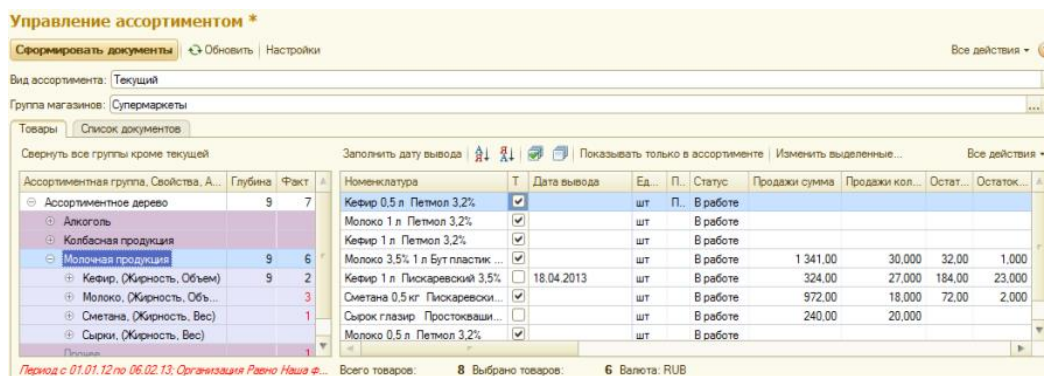 Управление ассортиментом *
Сформировать документы Обновить Настройки Все действия
Вид ассортимента: Текущий
Группа магазинов: Супермаркеты ...
Товары Список документов
Свернуть все группы кроме текущей Заполнить дату вывода Показывать только в ассортименте Изменить выделенные... Все действия
Ассортиментная группа, Свойства, А... Глубина Факт Номенклатура Т Дата вывода Ед... П.. Статус Продажи сумма Продажи кол... Остат... Остаток...
Ассортиментное дерево 9 7 Кефир 0,5 л Петмол 3,2% шт П.. В работе
Алкоголь Молоко 1 л Петмол 3,2% шт В работе
Колбасная продукция Кефир 1 л Петмол 3,2% шт В работе
Молочная продукция 9 6 Молоко 3,5% 1 л Бут пластик ... шт В работе 1 341,00 30,000 32,00 1,000
Кефир, (Жирность, Объем) 9 2 Кефир 1 л Пискаревский 3,5% 18.04.2013 шт В работе 324,00 27,000 184,00 23,000
Молоко, (Жирность, Объ... 3 Сметана 0,5 кг Пискаревски... шт В работе 972,00 18,000 72,00 2,000
Сметана, (Жирность, Вес) 1 Сырок глазир Простокваши... шт В работе 240,00 20,000
Сырки, (Жирность, Вес) Молоко 0,5 л Петмол 3,2% шт В работе
Прочее 1
Период с 01.01.12 по 06.02.13; Организация Равно Наша ф... Всего товаров: 8 Выбрано товаров: 6 Валюта: RUB